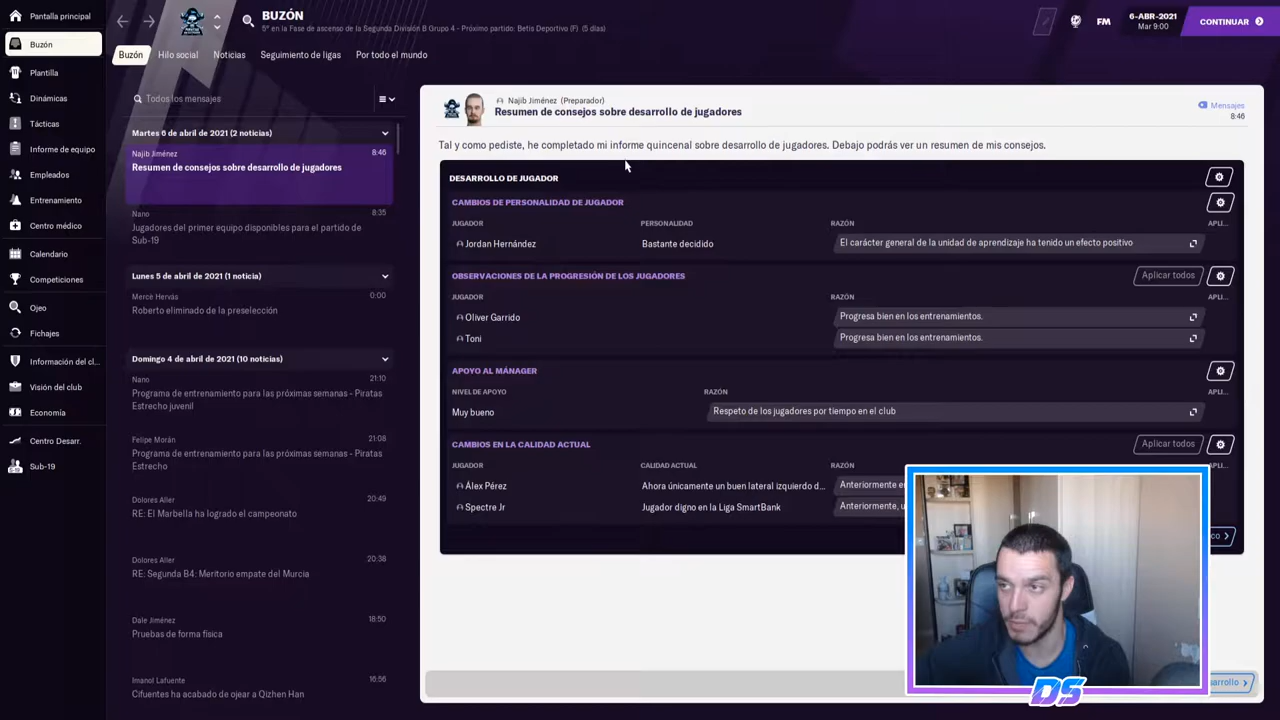 Pantalla principal
Buzón
Plantilla
Dinámicas
Tácticas
Informe de equipo
Empleados
Entrenamiento
Centro médico
Calendario
Competiciones
Ojeo
Fichajes
Información del cl...
Visión del club
Economía
Centro Desarr.
Sub-19
BUZÓN
5º en la Fase de ascenso de la Segunda División B Grupo 4 - Próximo partido: Betis Deportivo (F) (5 días)
FM
6-ABR-2021
Mar 9:00
CONTINUAR
Buzón
Hilo social
Noticias
Seguimiento de ligas
Por todo el mundo
Todos los mensajes
Martes 6 de abril de 2021 (2 noticias)
Najib Jiménez 8:46
Resumen de consejos sobre desarrollo de jugadores
Nano 8:35
Jugadores del primer equipo disponibles para el partido de
Sub-19
Lunes 5 de abril de 2021 (1 noticia)
Mercè Hervás 0:00
Roberto eliminado de la preselección
Domingo 4 de abril de 2021 (10 noticias)
Nano 21:10
Programa de entrenamiento para las próximas semanas - Piratas
Estrecho juvenil
Felipe Morán 21:08
Programa de entrenamiento para las próximas semanas - Piratas
Estrecho
Dolores Aller 20:49
RE: El Marbella ha logrado el campeonato
Dolores Aller 20:38
RE: Segunda B4: Meritorio empate del Murcia
Dale Jiménez 18:50
Pruebas de forma física
Imanol Lafuente 16:56
Cifuentes ha acabado de ojear a Qizhen Han
Najib Jiménez (Preparador)
Resumen de consejos sobre desarrollo de jugadores
Mensajes
8:46
Tal y como pediste, he completado mi informe quincenal sobre desarrollo de jugadores. Debajo podrás ver un resumen de mis consejos.
DESARROLLO DE JUGADOR
CAMBIOS DE PERSONALIDAD DE JUGADOR
JUGADOR PERSONALIDAD RAZÓN APLI...
Jordan Hernández Bastante decidido El carácter general de la unidad de aprendizaje ha tenido un efecto positivo
OBSERVACIONES DE LA PROGRESIÓN DE LOS JUGADORES Aplicar todos
JUGADOR RAZÓN APLI...
Oliver Garrido Progresa bien en los entrenamientos.
Toni Progresa bien en los entrenamientos.
APOYO AL MÁNAGER
NIVEL DE APOYO RAZÓN APLI...
Muy bueno Respeto de los jugadores por tiempo en el club
CAMBIOS EN LA CALIDAD ACTUAL Aplicar todos
JUGADOR CALIDAD ACTUAL RAZÓN APLI...
Álex Pérez Ahora únicamente un buen lateral izquierdo d... Anteriormente e
Spectre Jr Jugador digno en la Liga SmartBank Anteriormente, u
co
sarrollo
DS